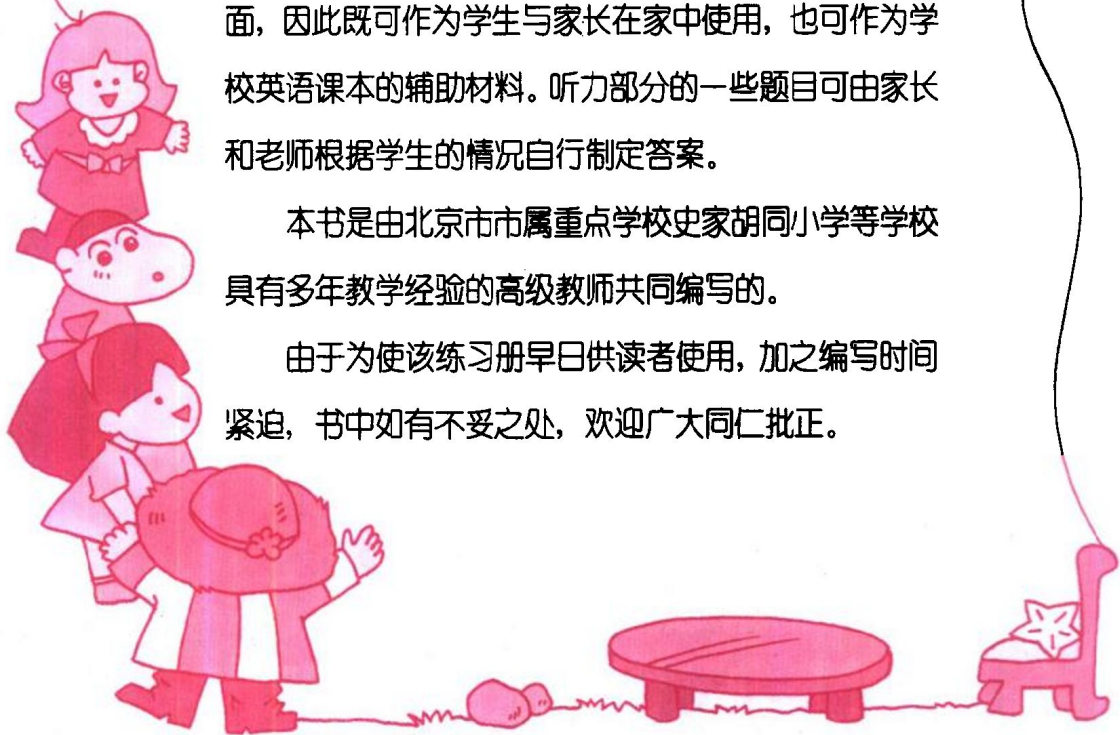 面，因此既可作为学生与家长在家中使用，也可作为学
校英语课本的辅助材料。听力部分的一些题目可由家长
和老师根据学生的情况自行制定答案。
本书是由北京市市属重点学校史家胡同小学等学校
具有多年教学经验的高级教师共同编写的。
由于为使该练习册早日供读者使用，加之编写时间
紧迫，书中如有不妥之处，欢迎广大同仁批正。